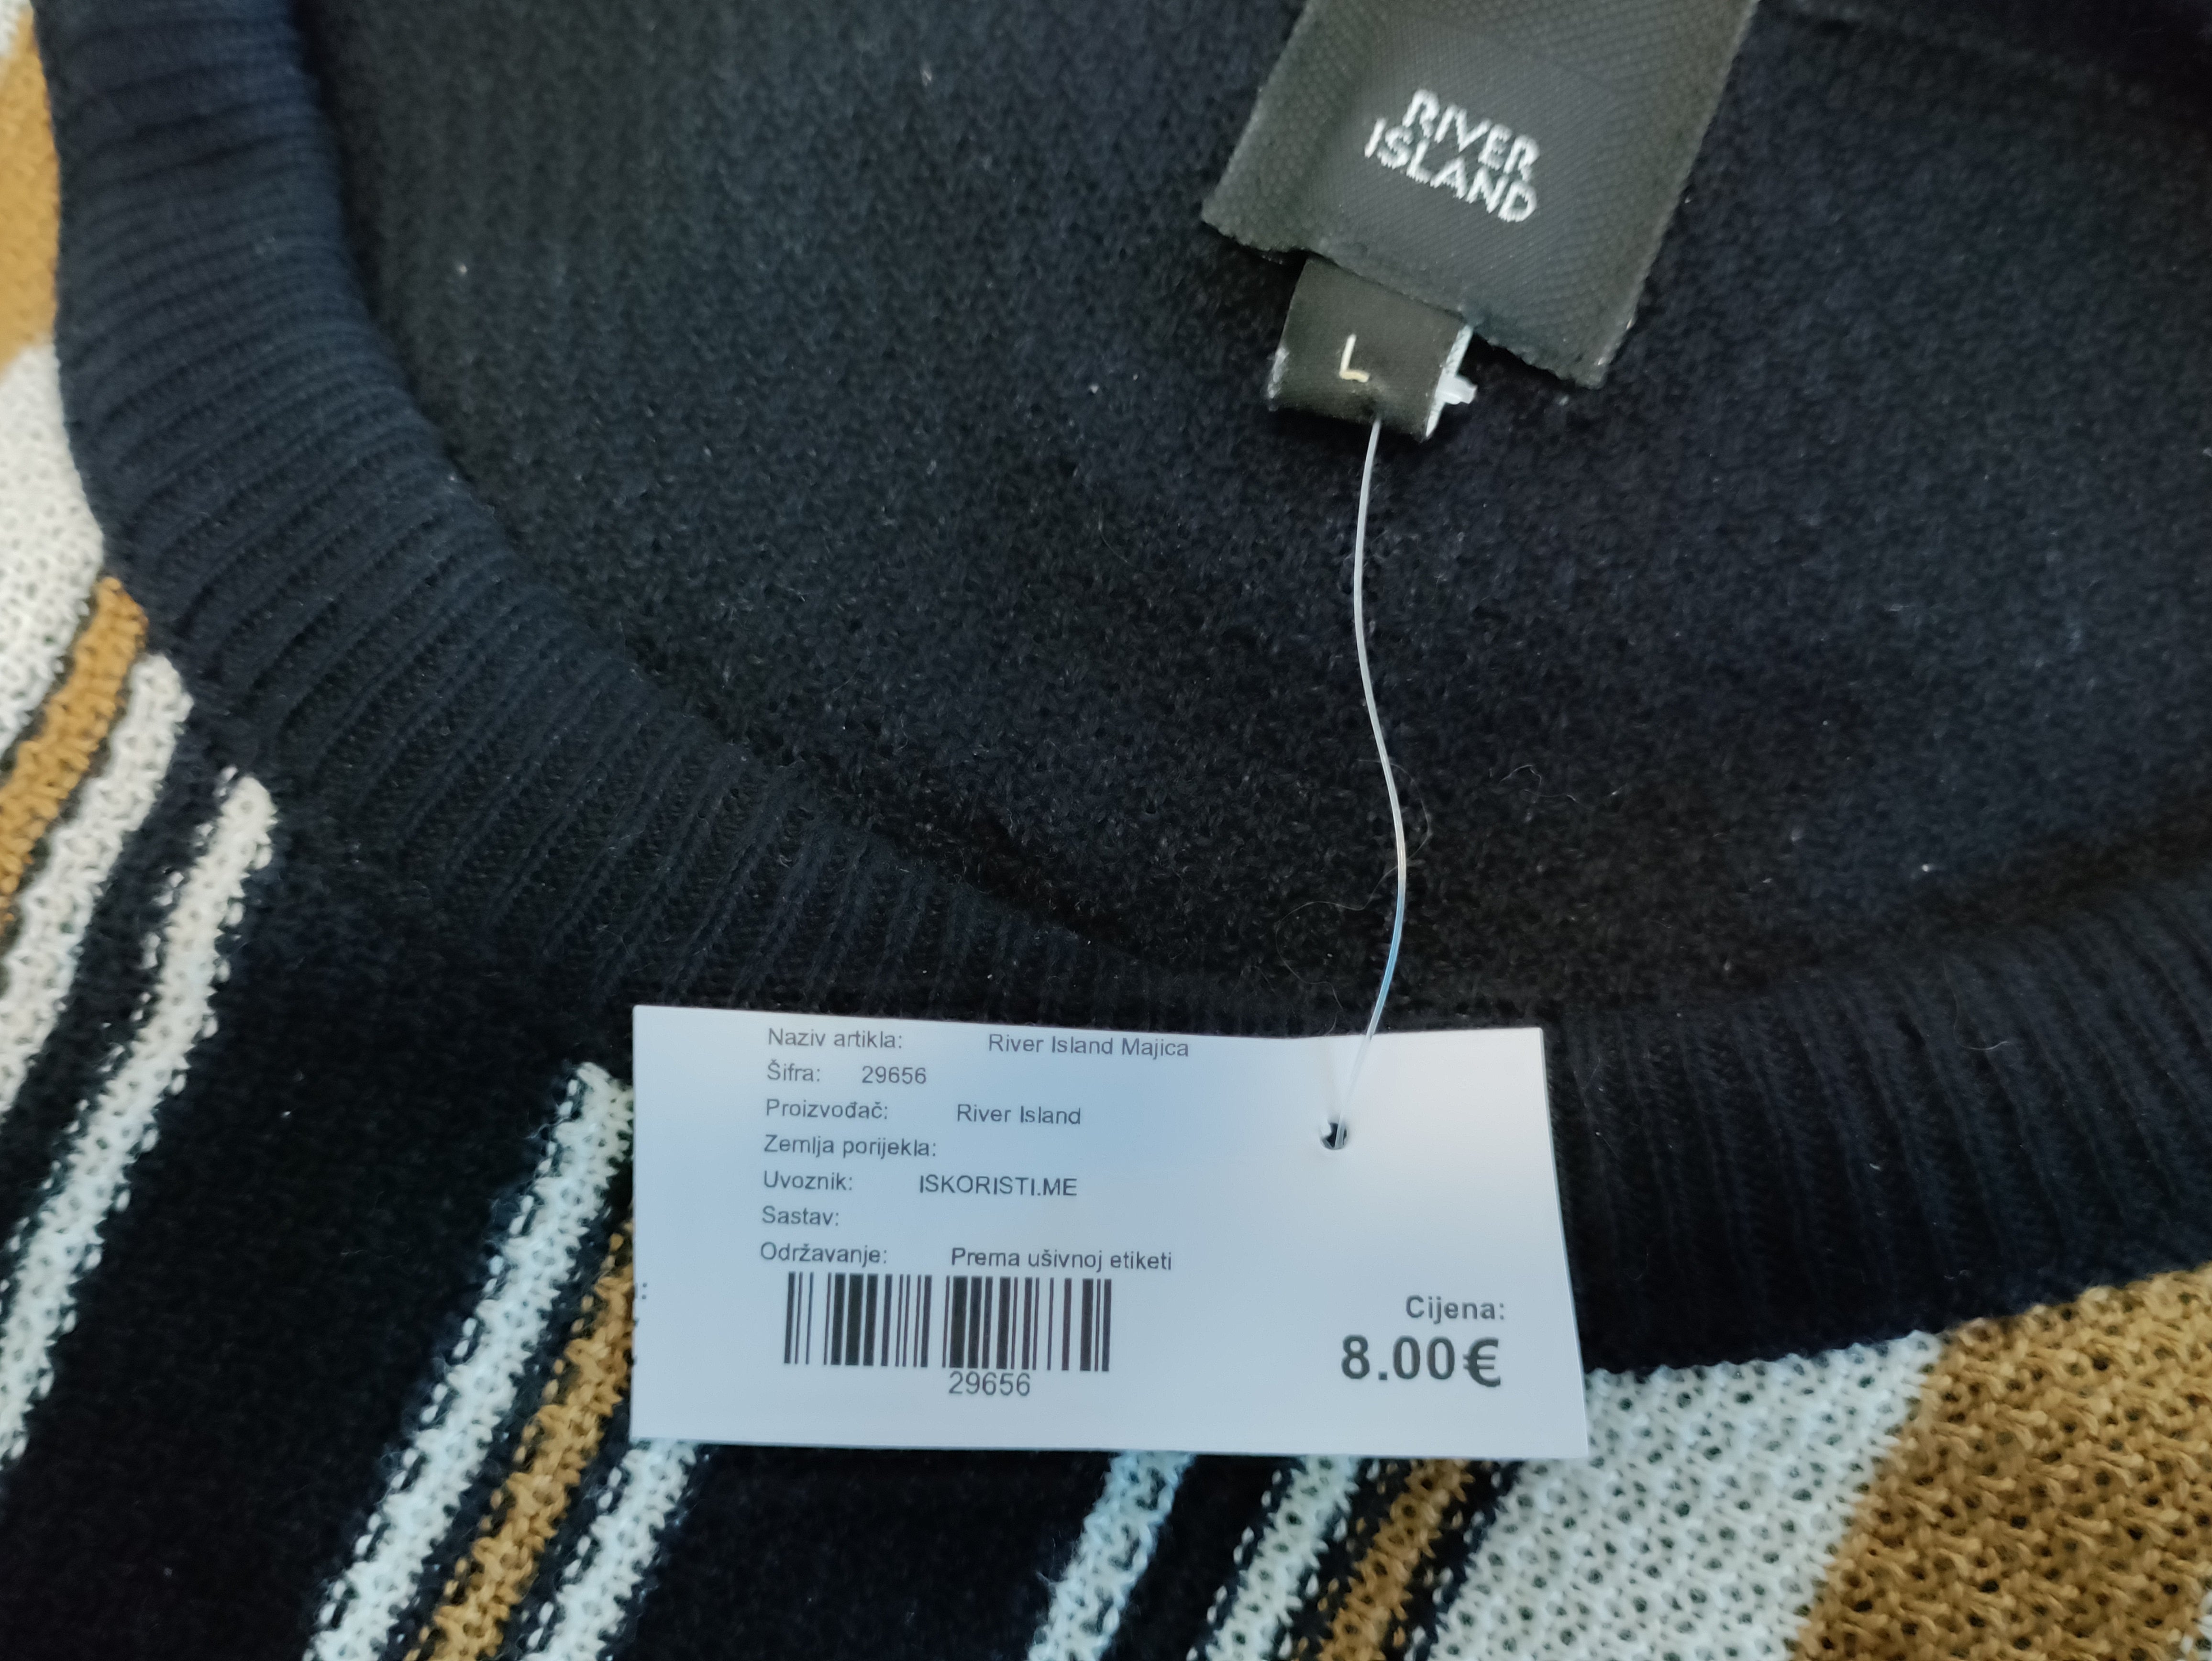 RIVER
ISLAND
L
Naziv artikla: River Island Majica
Šifra: 29656
Proizvođač: River Island
Zemlja porijekla:
Uvoznik: ISKORISTI.ME
Sastav:
Održavanje: Prema ušivnoj etiketi
29656
Cijena:
8.00€